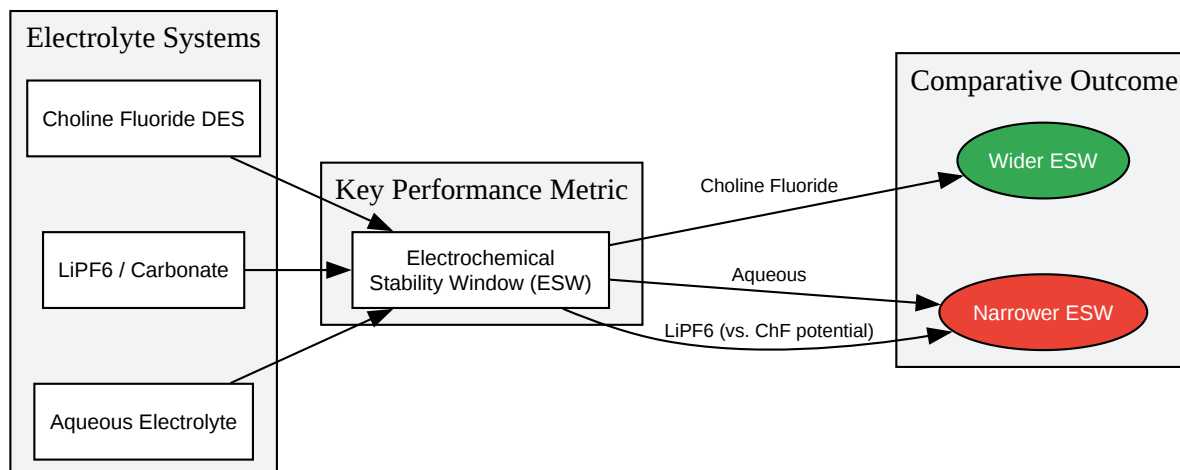 Electrolyte Systems
Choline Fluoride DES
LiPF6 / Carbonate
Aqueous Electrolyte
Key Performance Metric
Electrochemical
Stability Window (ESW)
Choline Fluoride
Aqueous
LiPF6 (vs. ChF potential)
Comparative Outcome
Wider ESW
Narrower ESW